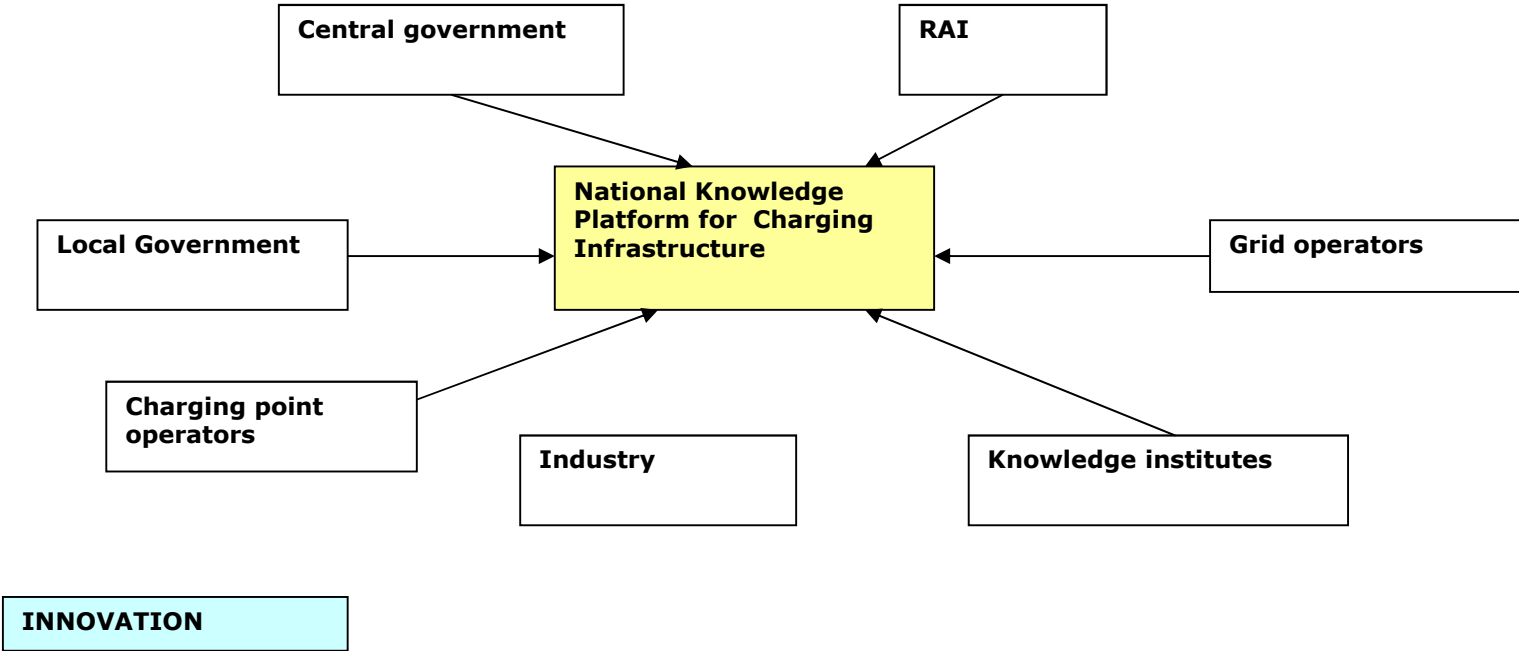 Central government
RAI
National Knowledge
Platform for  Charging
Infrastructure
Local Government
Grid operators
Charging point
operators
Industry
Knowledge institutes
INNOVATION